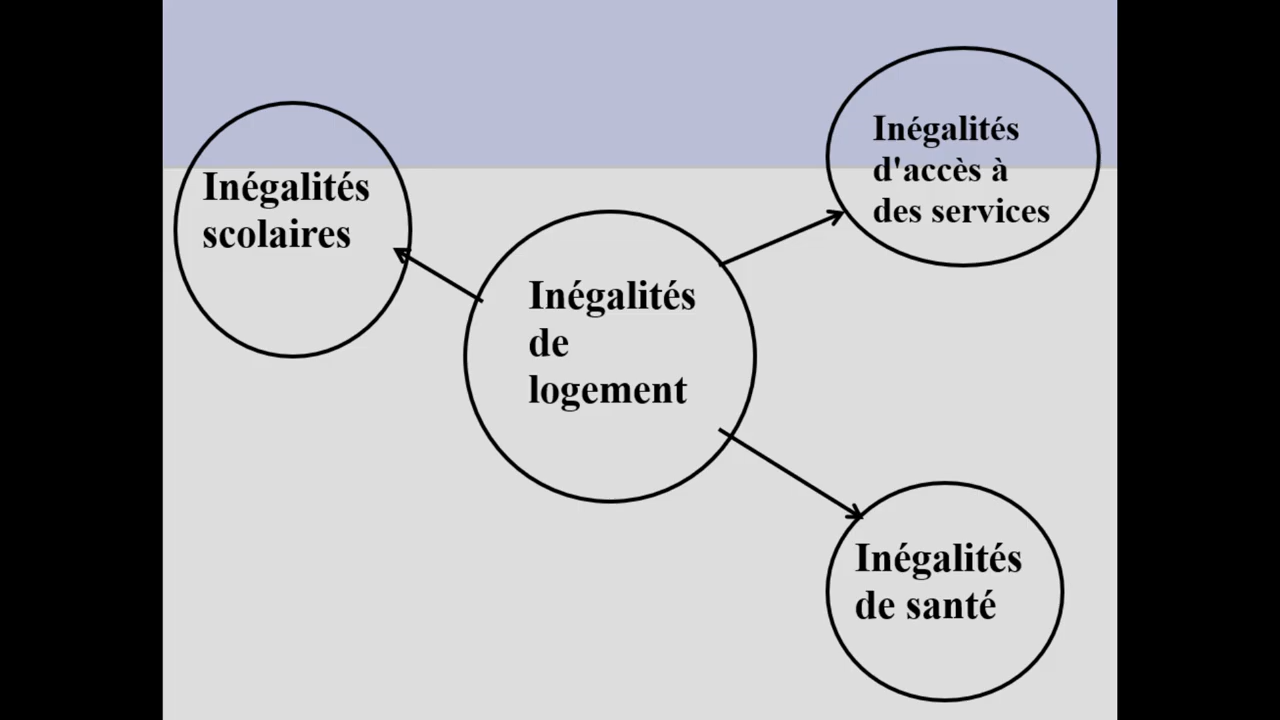 Inégalités
scolaires
Inégalités
d'accès à
des services
Inégalités
de
logement
Inégalités
de santé